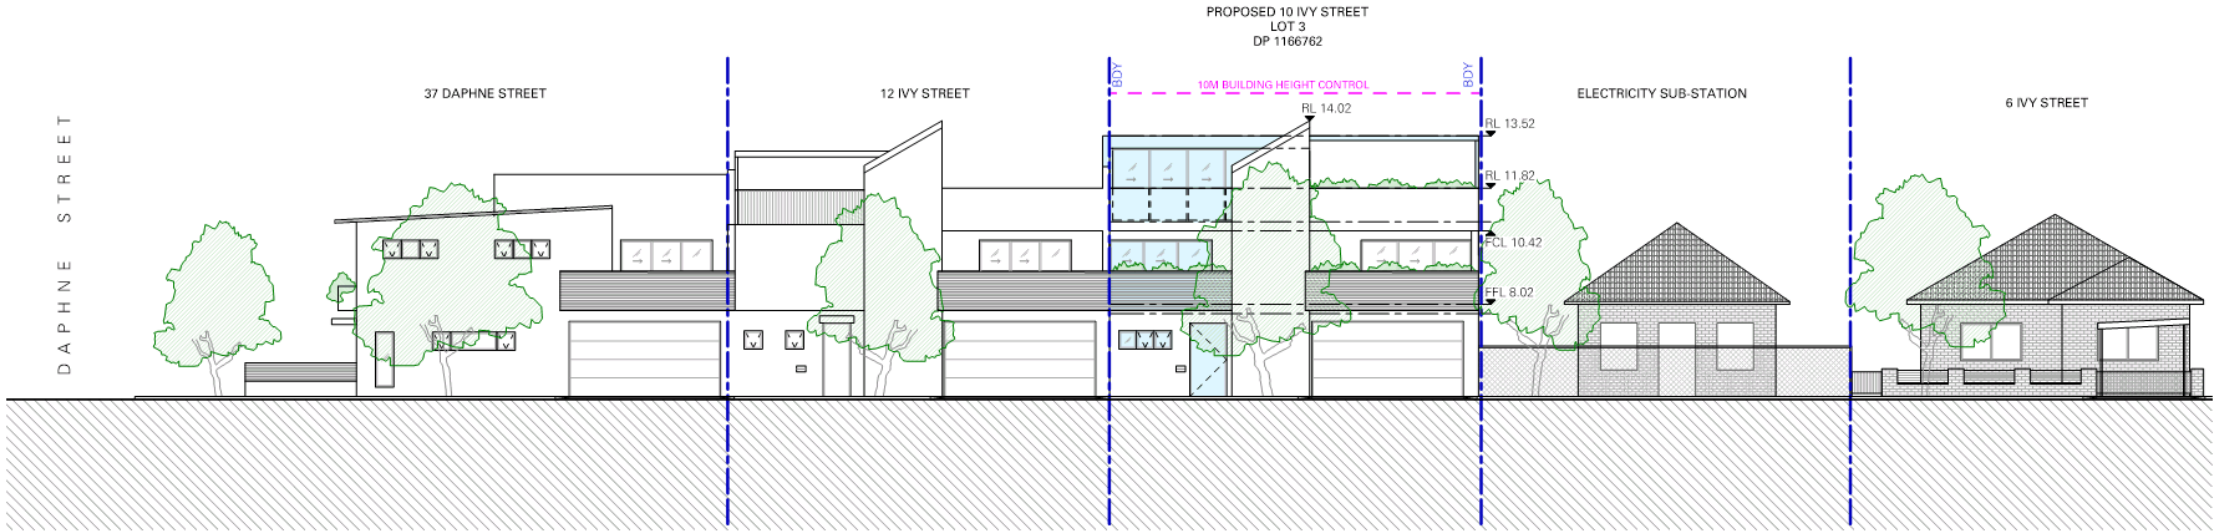 PROPOSED 10 IVY STREET
LOT 3
DP 1166762
BDY
BDY
10M BUILDING HEIGHT CONTROL
37 DAPHNE STREET
12 IVY STREET
ELECTRICITY SUB-STATION
6 IVY STREET
RL 14.02
RL 13.52
RL 11.82
FCL 10.42
FFL 8.02
DAPHNE STREET